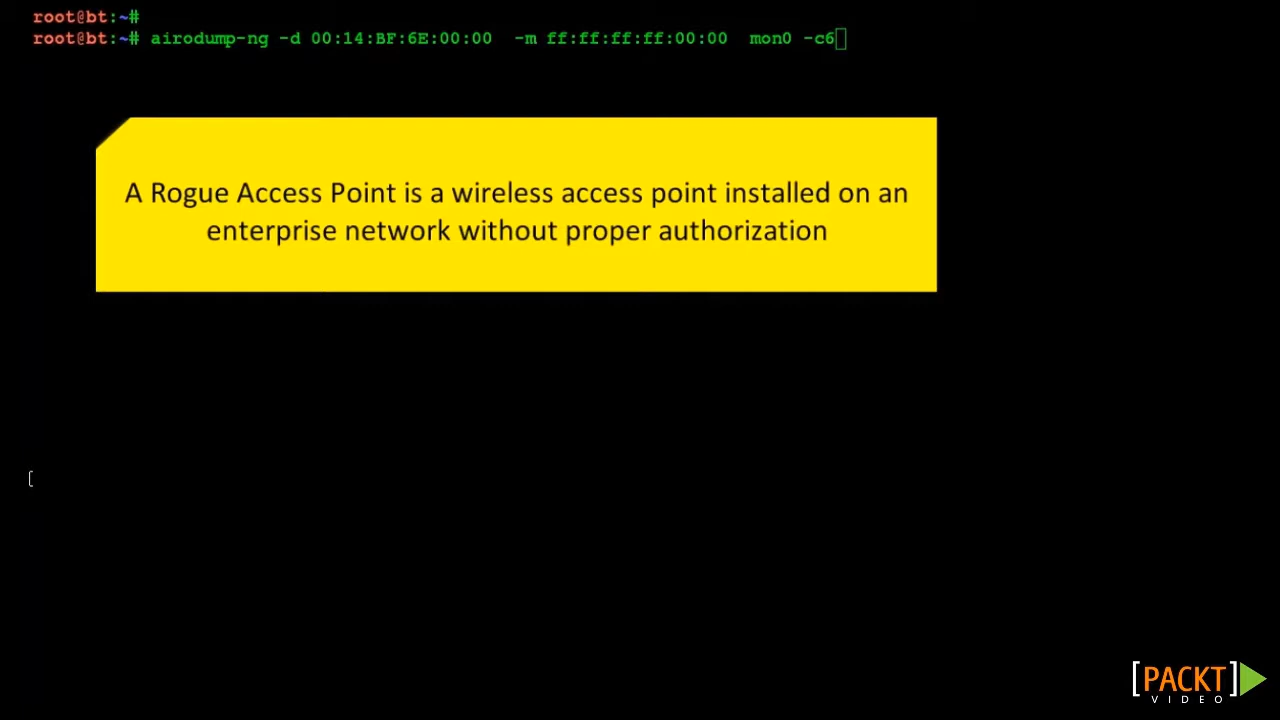 root@bt:~#
root@bt:~# airodump-ng -d 00:14:BF:6E:00:00 -m ff:ff:ff:ff:00:00 mon0 -c6
A Rogue Access Point is a wireless access point installed on an
enterprise network without proper authorization
[PACKT]
VIDEO